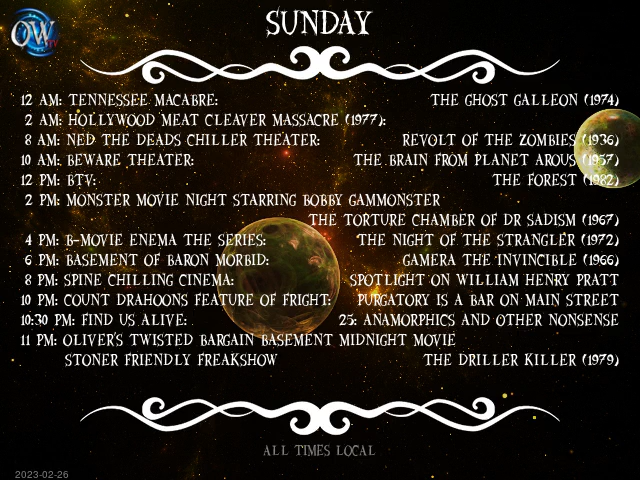 OW TV
SUNDAY
12 AM: TENNESSEE MACABRE: THE GHOST GALLEON (1974)
2 AM: HOLLYWOOD MEAT CLEAVER MASSACRE (1977):
8 AM: NED THE DEADS CHILLER THEATER: REVOLT OF THE ZOMBIES (1936)
10 AM: BEWARE THEATER: THE BRAIN FROM PLANET AROUS (1957)
12 PM: BTV: THE FOREST (1982)
2 PM: MONSTER MOVIE NIGHT STARRING BOBBY GAMMONSTER
THE TORTURE CHAMBER OF DR SADISM (1967)
4 PM: B-MOVIE ENEMA THE SERIES: THE NIGHT OF THE STRANGLER (1972)
6 PM: BASEMENT OF BARON MORBID: GAMERA THE INVINCIBLE (1966)
8 PM: SPINE CHILLING CINEMA: SPOTLIGHT ON WILLIAM HENRY PRATT
10 PM: COUNT DRAHOONS FEATURE OF FRIGHT: PURGATORY IS A BAR ON MAIN STREET
10:30 PM: FIND US ALIVE: 25: ANAMORPHICS AND OTHER NONSENSE
11 PM: OLIVER'S TWISTED BARGAIN BASEMENT MIDNIGHT MOVIE
STONER FRIENDLY FREAKSHOW THE DRILLER KILLER (1979)
ALL TIMES LOCAL
2023-02-26